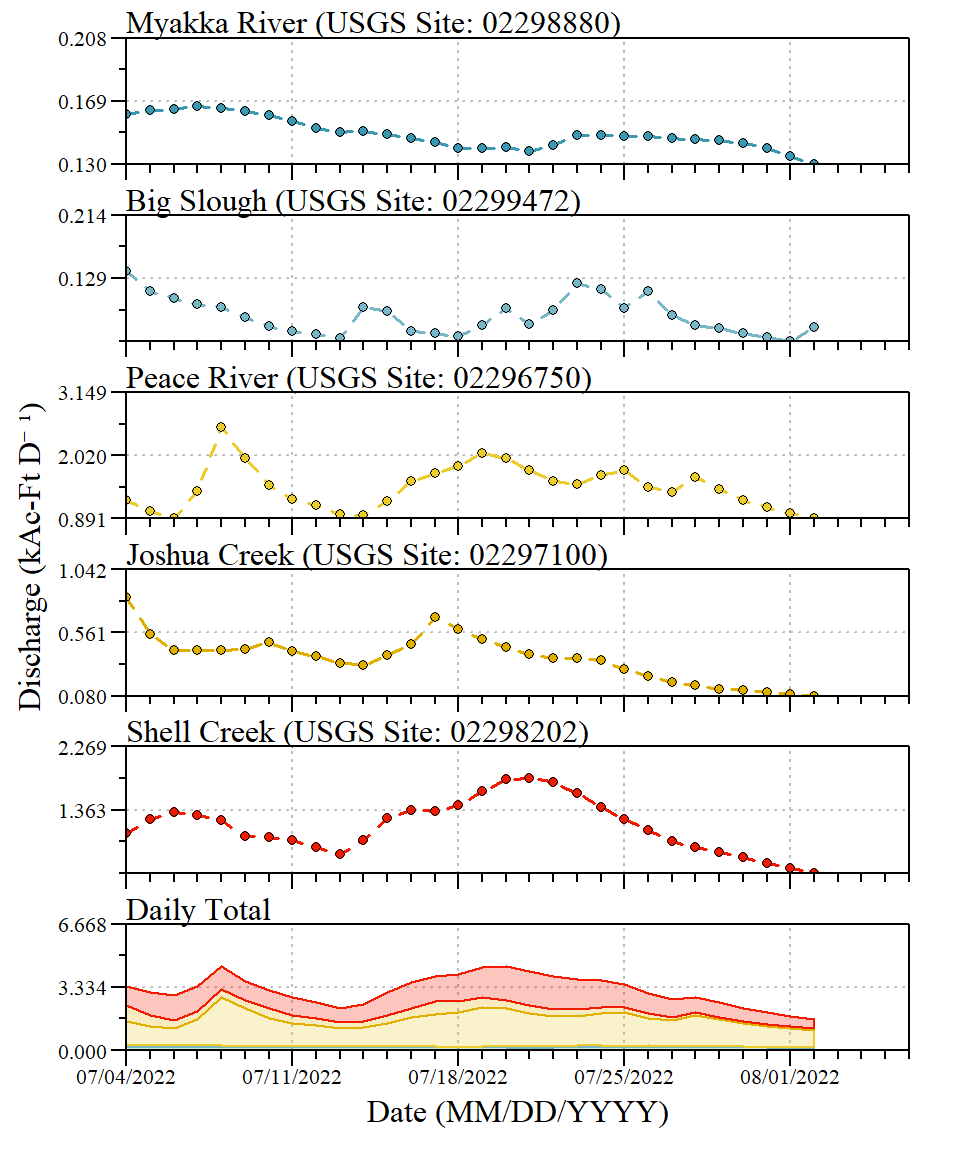 Myakka River (USGS Site: 02298880)
0.208
0.169
0.130
Big Slough (USGS Site: 02299472)
0.214
0.129
Peace River (USGS Site: 02296750)
3.149
2.020
0.891
Joshua Creek (USGS Site: 02297100)
1.042
0.561
0.080
Shell Creek (USGS Site: 02298202)
2.269
1.363
Daily Total
6.668
3.334
0.000
07/04/2022 07/11/2022 07/18/2022 07/25/2022 08/01/2022
Date (MM/DD/YYYY)
Discharge (kAc-Ft D⁻¹)